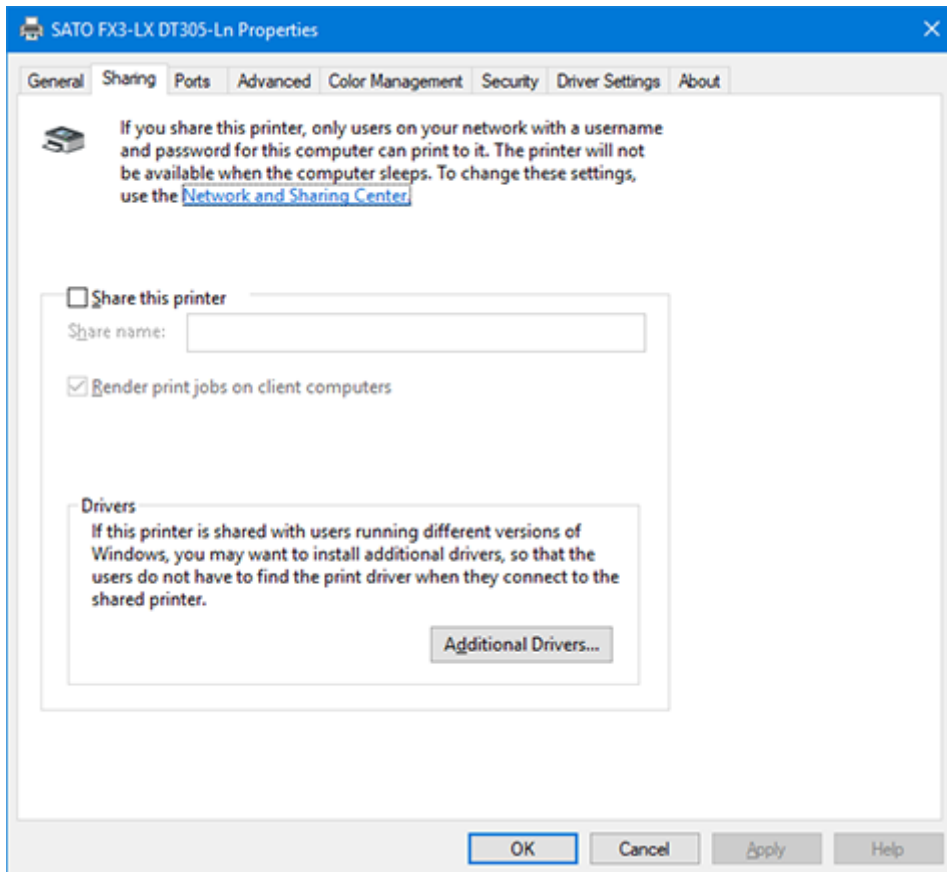 SATO FX3-LX DT305-Ln Properties
General Sharing Ports Advanced Color Management Security Driver Settings About
If you share this printer, only users on your network with a username
and password for this computer can print to it. The printer will not
be available when the computer sleeps. To change these settings,
use the Network and Sharing Center.
Share this printer
Share name:
Render print jobs on client computers
Drivers
If this printer is shared with users running different versions of
Windows, you may want to install additional drivers, so that the
users do not have to find the print driver when they connect to the
shared printer.
Additional Drivers...
OK Cancel Apply Help